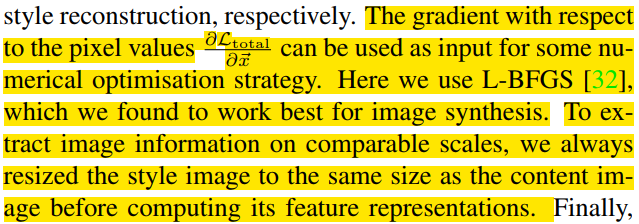 style reconstruction, respectively. The gradient with respect
to the pixel values ∂𝓛total/∂x⃗ can be used as input for some nu-
merical optimisation strategy. Here we use L-BFGS [32],
which we found to work best for image synthesis. To ex-
tract image information on comparable scales, we always
resized the style image to the same size as the content im-
age before computing its feature representations. Finally,